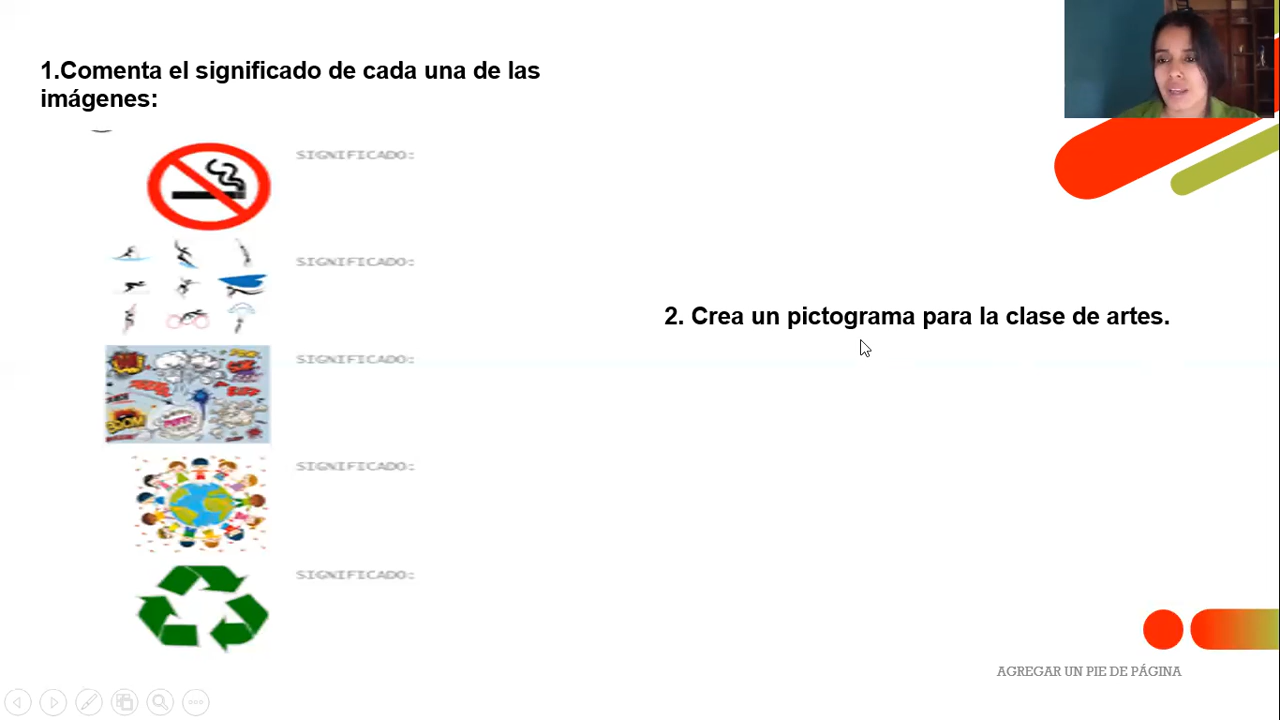 1.Comenta el significado de cada una de las
imágenes:
SIGNIFICADO:
SIGNIFICADO:
SIGNIFICADO:
BOOM
SIGNIFICADO:
SIGNIFICADO:
2. Crea un pictograma para la clase de artes.
AGREGAR UN PIE DE PÁGINA